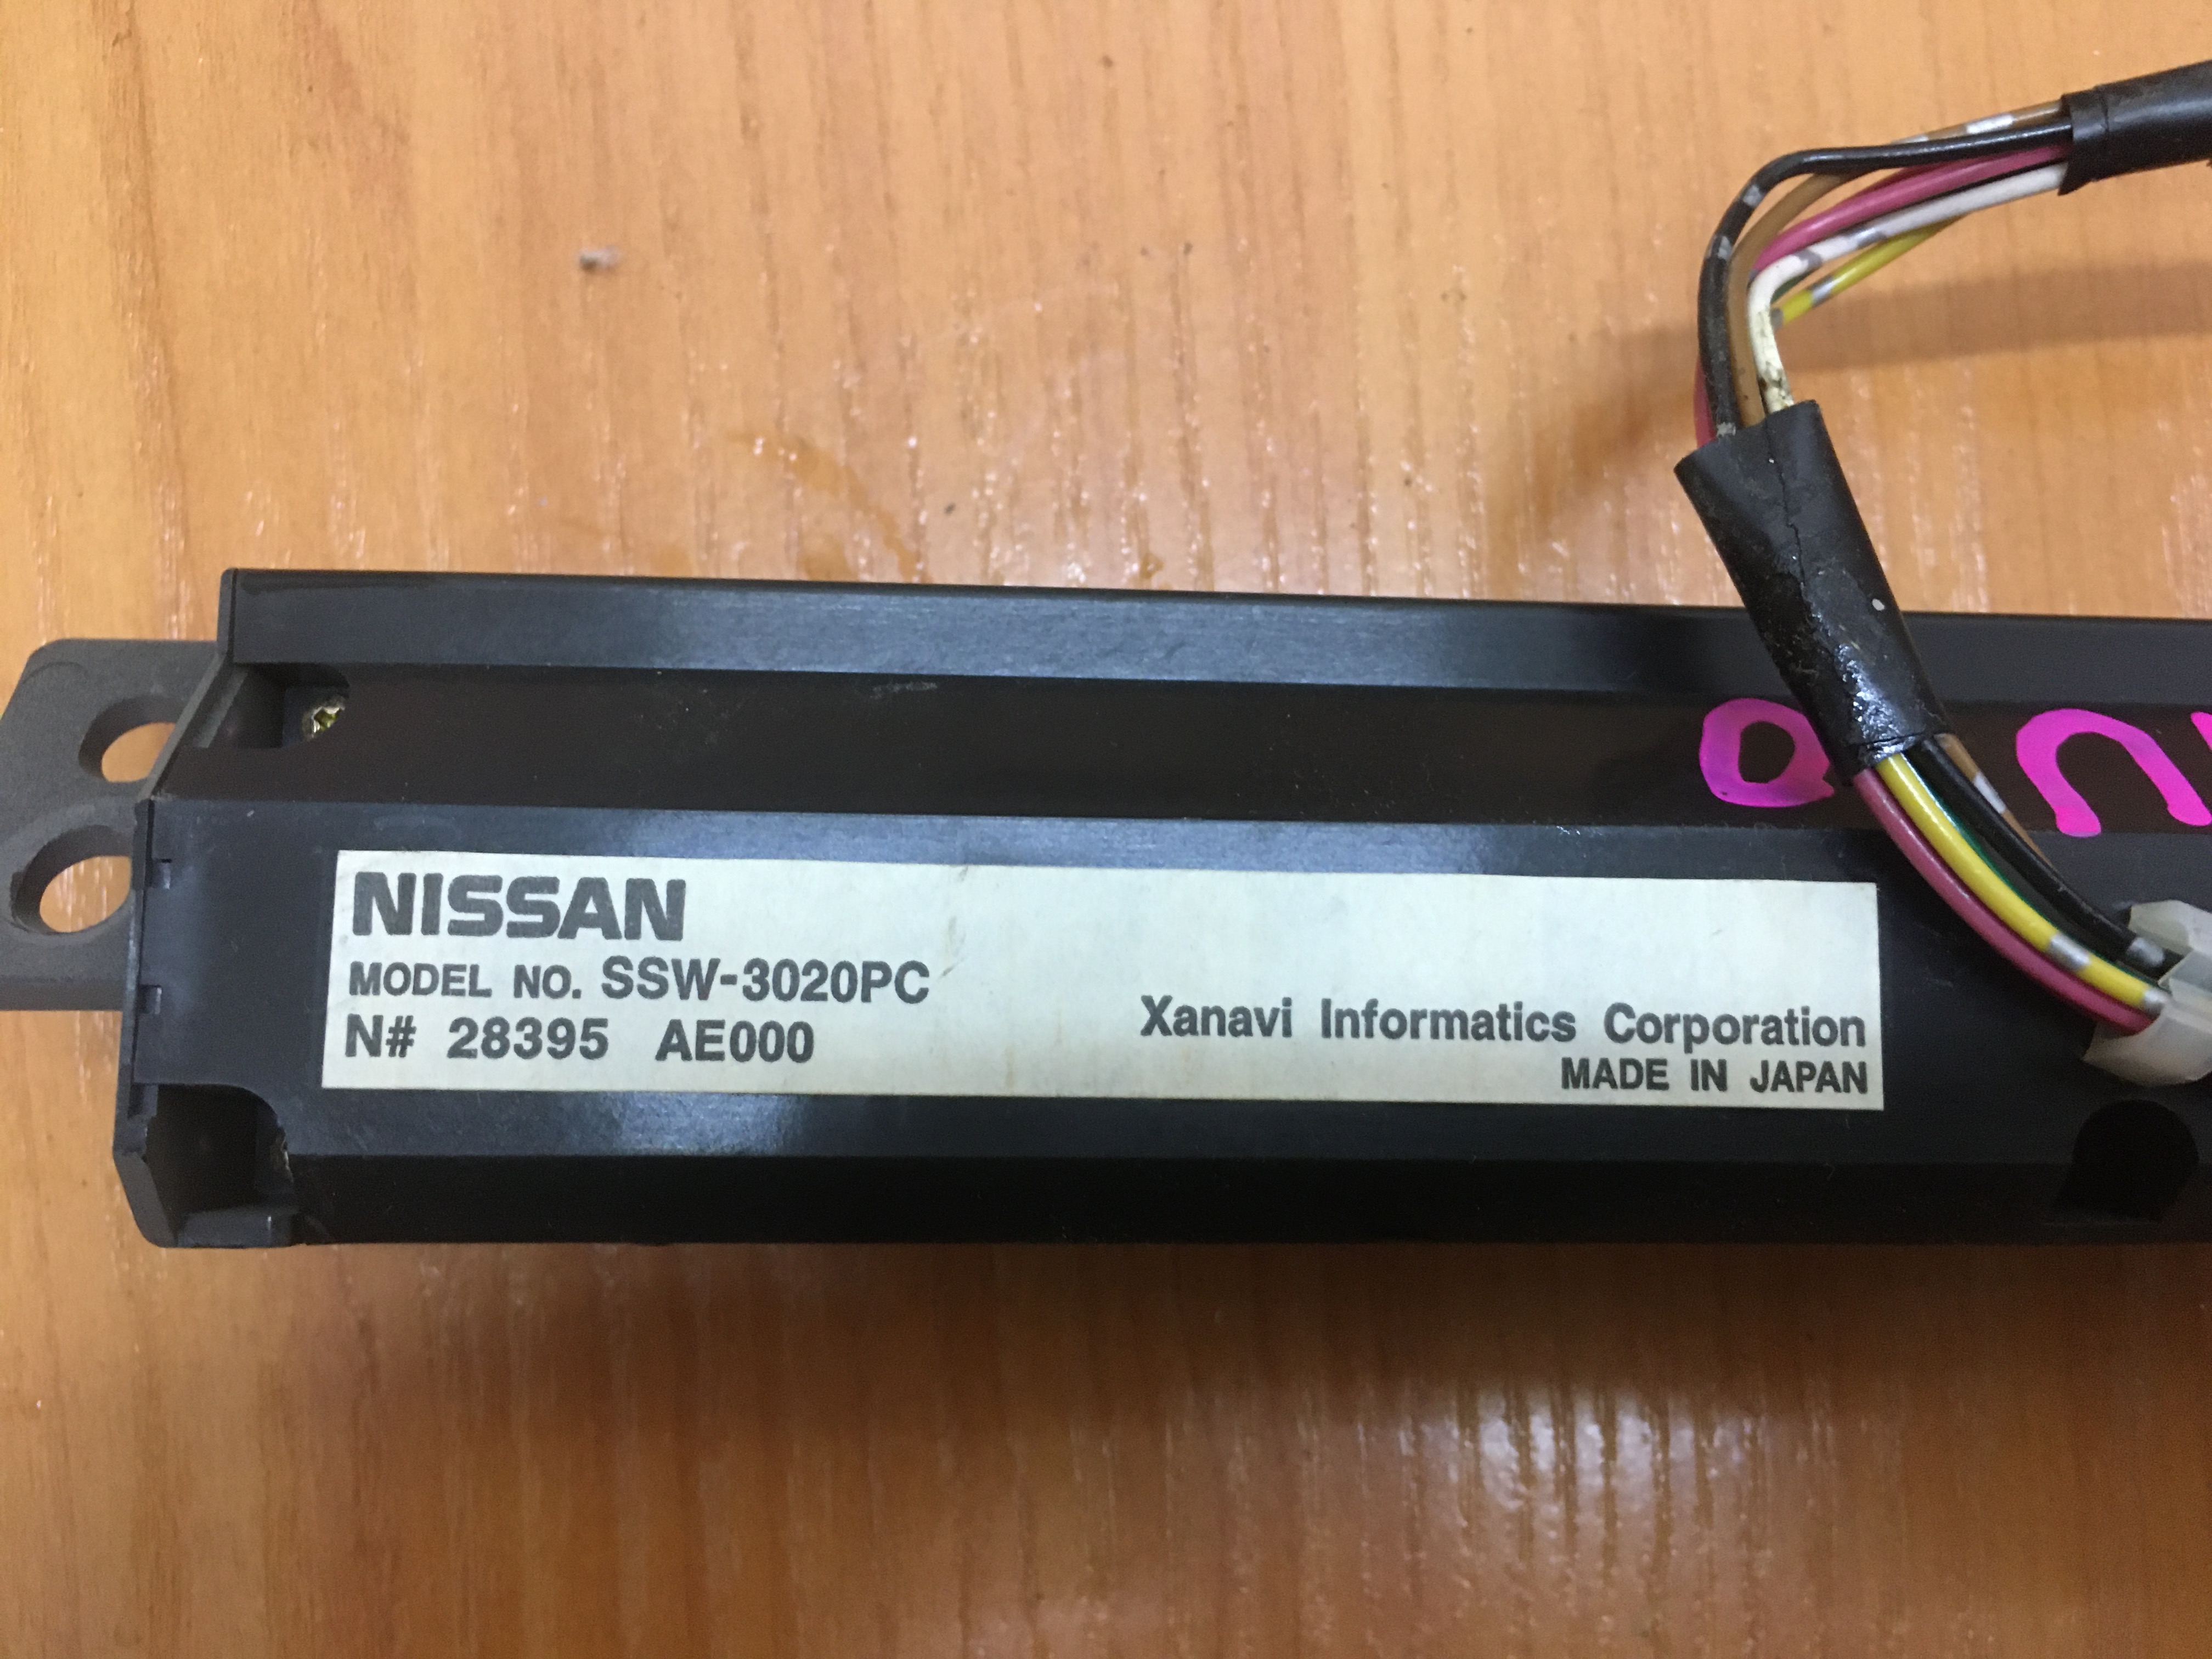 NISSAN
MODEL NO. SSW-3020PC
N# 28395 AE000
Xanavi Informatics Corporation
MADE IN JAPAN